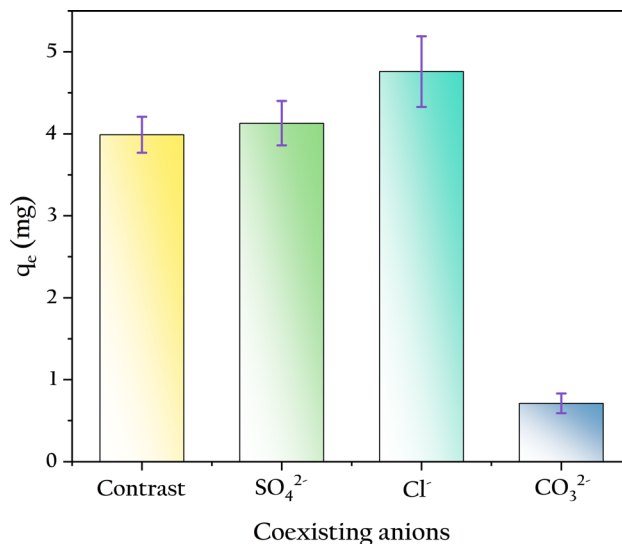 5
4
3
2
1
0
qₑ (mg)
Contrast SO₄²⁻ Cl⁻ CO₃²⁻
Coexisting anions